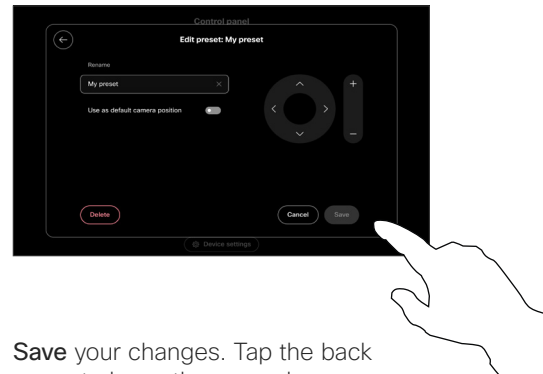 Control panel
Edit preset: My preset
Rename
My preset
Use as default camera position
Delete
Cancel
Save
Device settings
Save your changes. Tap the back